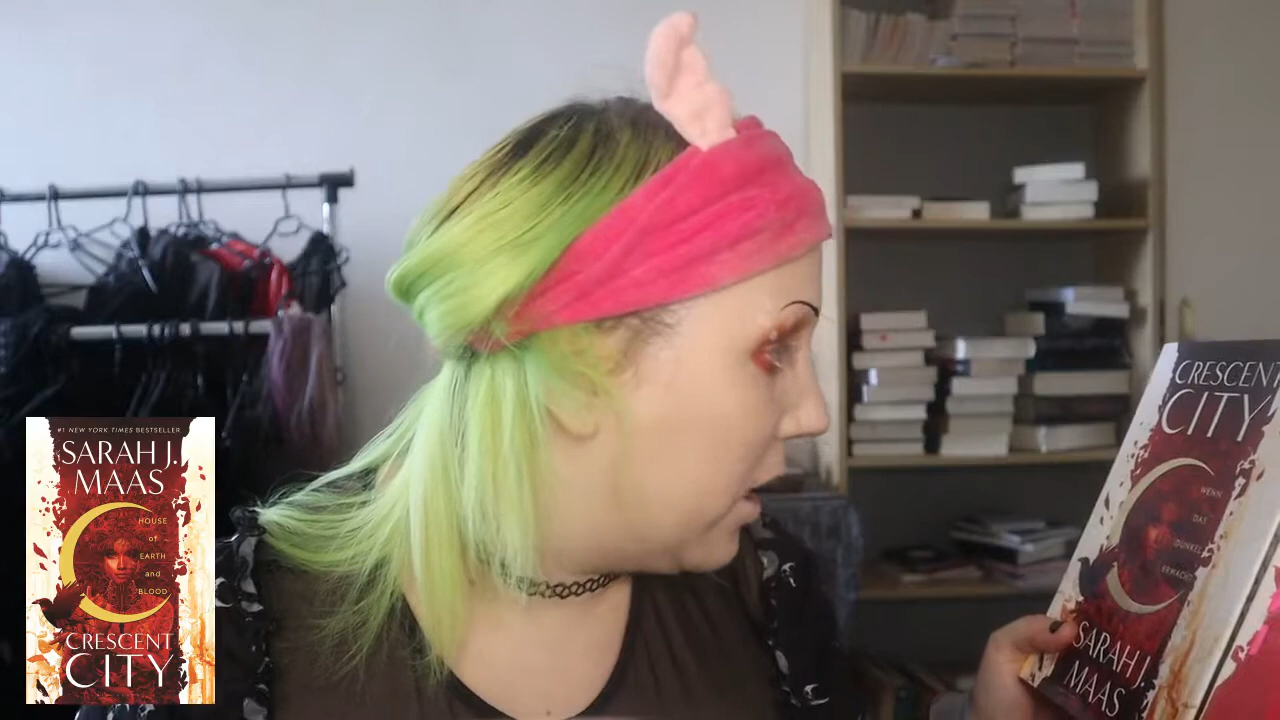 #1 NEW YORK TIMES BESTSELLER
SARAH J.
MAAS
HOUSE
of
EARTH
and
BLOOD
CRESCENT
CITY
CRESCENT
CITY
WENN
DAS
DUNKEL
ERWACHT
SARAH J.
MAAS